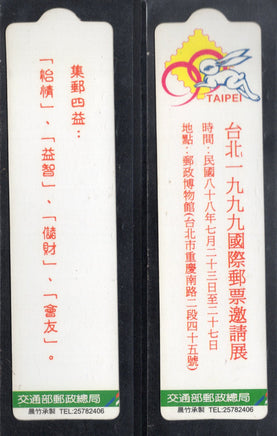 集郵四益：
「怡情」、「益智」、「儲財」、「會友」。
交通部郵政總局
晨竹承製 TEL:25782406
TAIPEI
台北一九九九國際郵票邀請展
時間：民國八十八年七月二十三日至二十七日
地點：郵政博物館(台北市重慶南路二段四十五號)
交通部郵政總局
晨竹承製 TEL:25782406